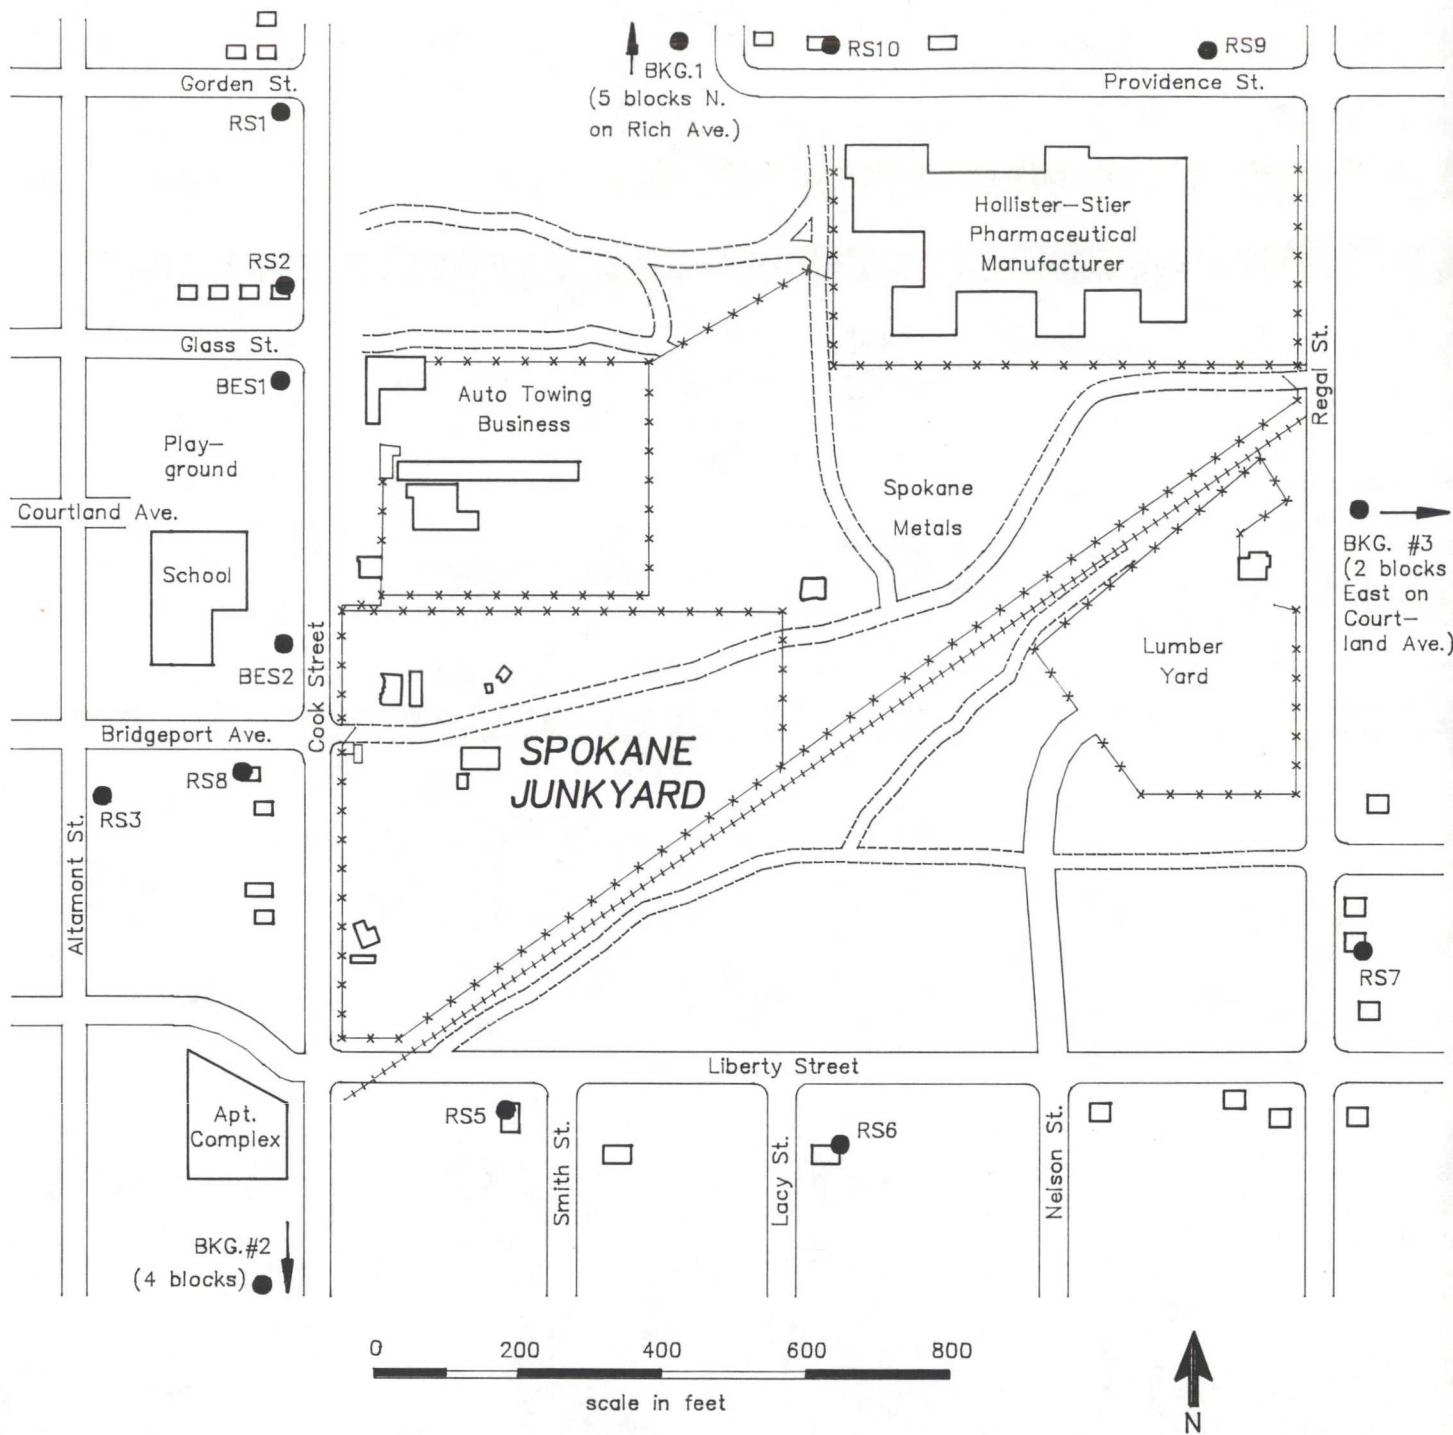 Gorden St.
RS1
BKG.1
(5 blocks N.
on Rich Ave.)
RS10
RS9
Providence St.
RS2
Glass St.
BES1
Play-
ground
Courtland Ave.
School
BES2
Bridgeport Ave.
Cook Street
Auto Towing
Business
Hollister-Stier
Pharmaceutical
Manufacturer
Regal St.
Spokane
Metals
BKG. #3
(2 blocks
East on
Court-
land Ave.)
Lumber
Yard
SPOKANE
JUNKYARD
RS8
RS3
Altamont St.
RS7
Liberty Street
Apt.
Complex
RS5
Smith St.
Lacy St.
RS6
Nelson St.
BKG.#2
(4 blocks)
0 200 400 600 800
scale in feet
N